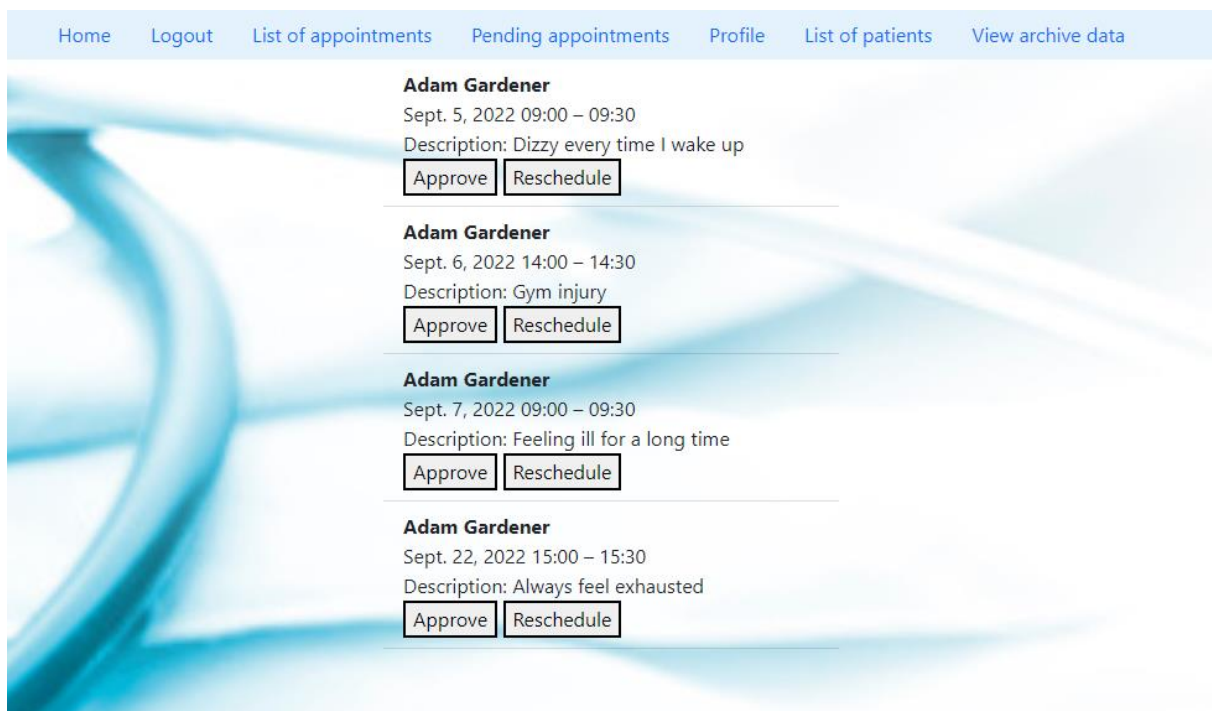 Home Logout List of appointments Pending appointments Profile List of patients View archive data
Adam Gardener
Sept. 5, 2022 09:00 – 09:30
Description: Dizzy every time I wake up
Approve Reschedule
Adam Gardener
Sept. 6, 2022 14:00 – 14:30
Description: Gym injury
Approve Reschedule
Adam Gardener
Sept. 7, 2022 09:00 – 09:30
Description: Feeling ill for a long time
Approve Reschedule
Adam Gardener
Sept. 22, 2022 15:00 – 15:30
Description: Always feel exhausted
Approve Reschedule